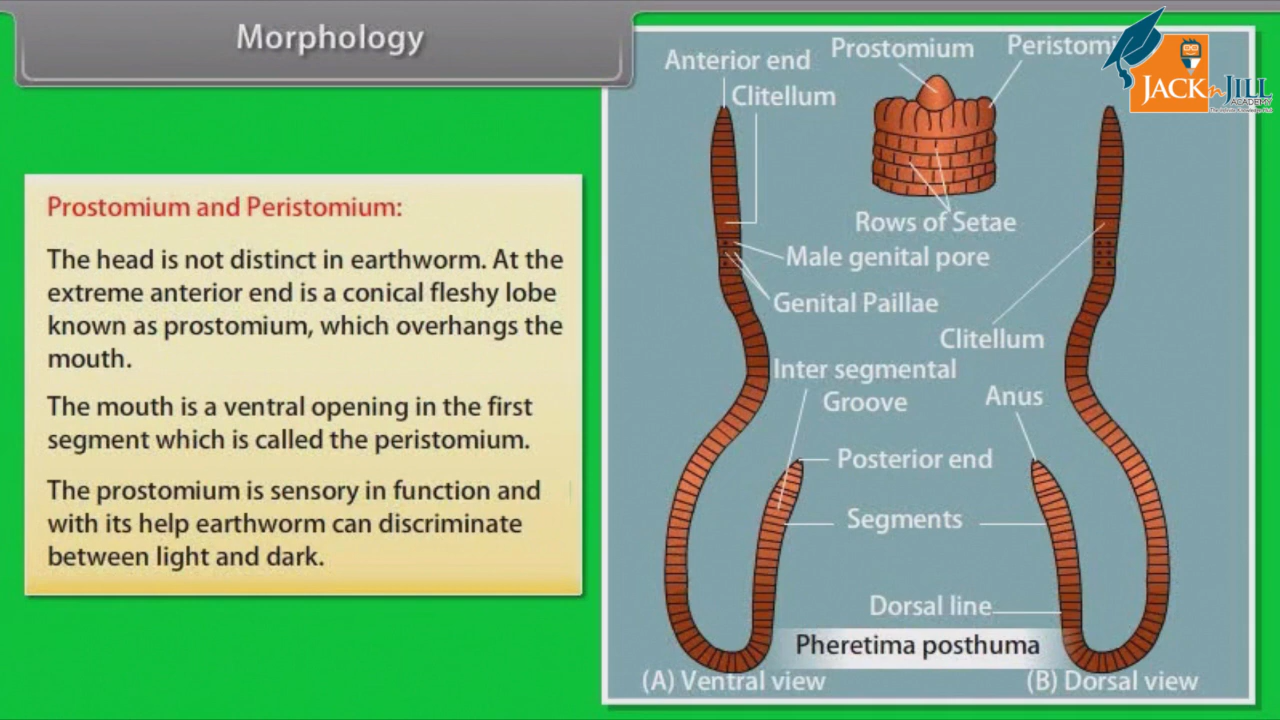 Morphology
Prostomium and Peristomium:
The head is not distinct in earthworm. At the
extreme anterior end is a conical fleshy lobe
known as prostomium, which overhangs the
mouth.
The mouth is a ventral opening in the first
segment which is called the peristomium.
The prostomium is sensory in function and
with its help earthworm can discriminate
between light and dark.
Anterior end
Prostomium
Peristomi
JACK n JILL
ACADEMY
Clitellum
Rows of Setae
Male genital pore
Genital Paillae
Clitellum
Inter segmental
Groove
Anus
Posterior end
Segments
Dorsal line
Pheretima posthuma
(A) Ventral view
(B) Dorsal view